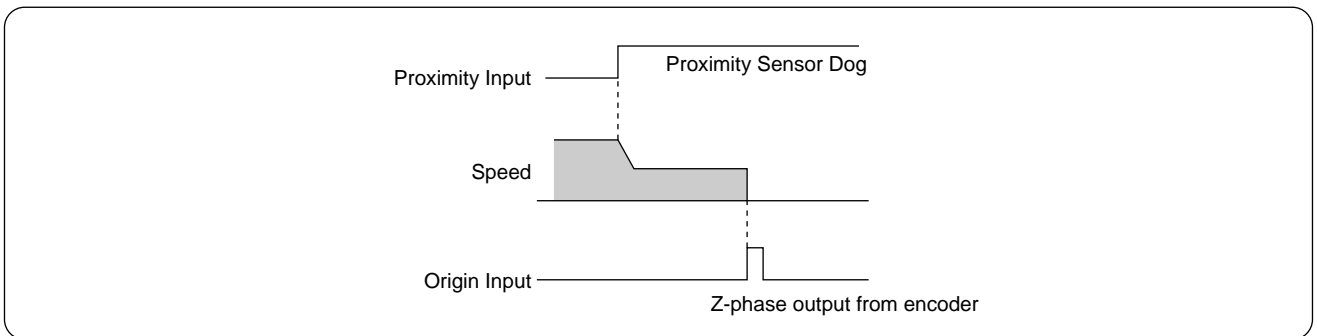 Proximity Input
Proximity Sensor Dog
Speed
Origin Input
Z-phase output from encoder